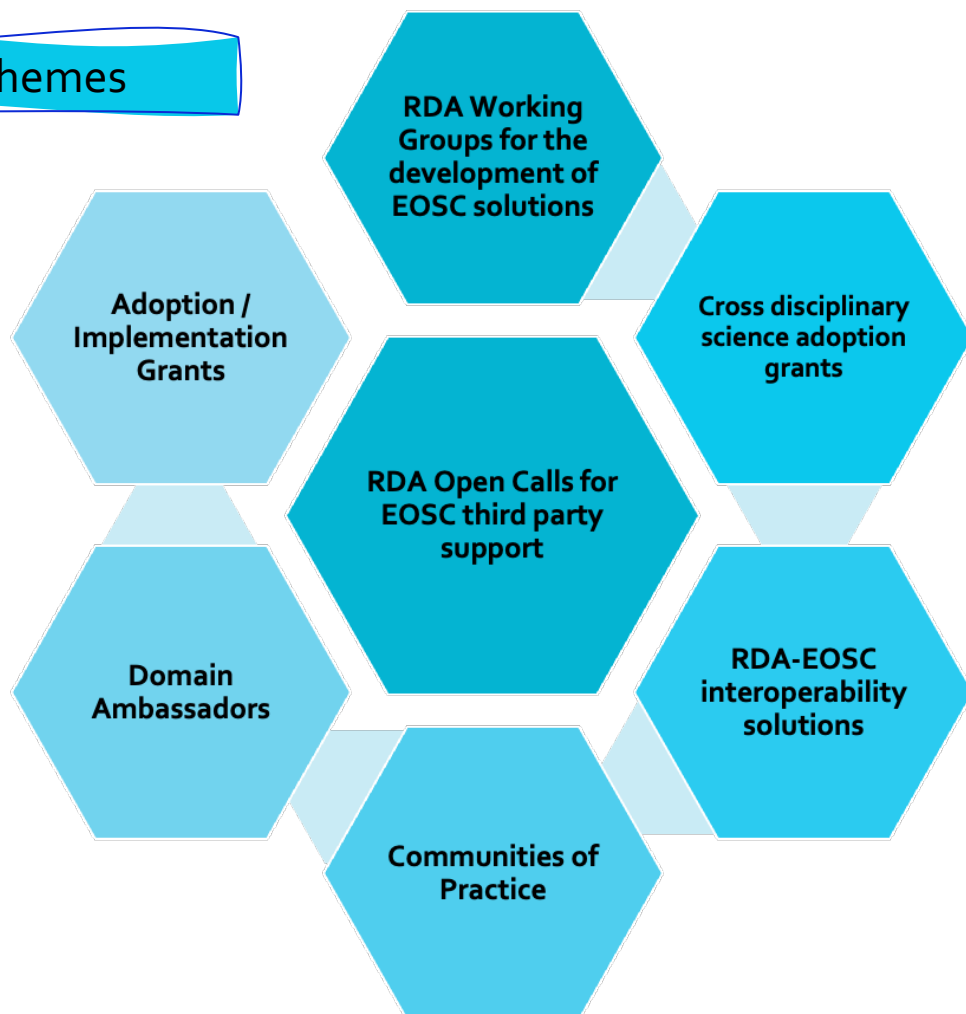 hemes
RDA Working
Groups for the
development of
EOSC solutions
Cross disciplinary
science adoption
grants
RDA-EOSC
interoperability
solutions
Communities of
Practice
Domain
Ambassadors
Adoption /
Implementation
Grants
RDA Open Calls for
EOSC third party
support